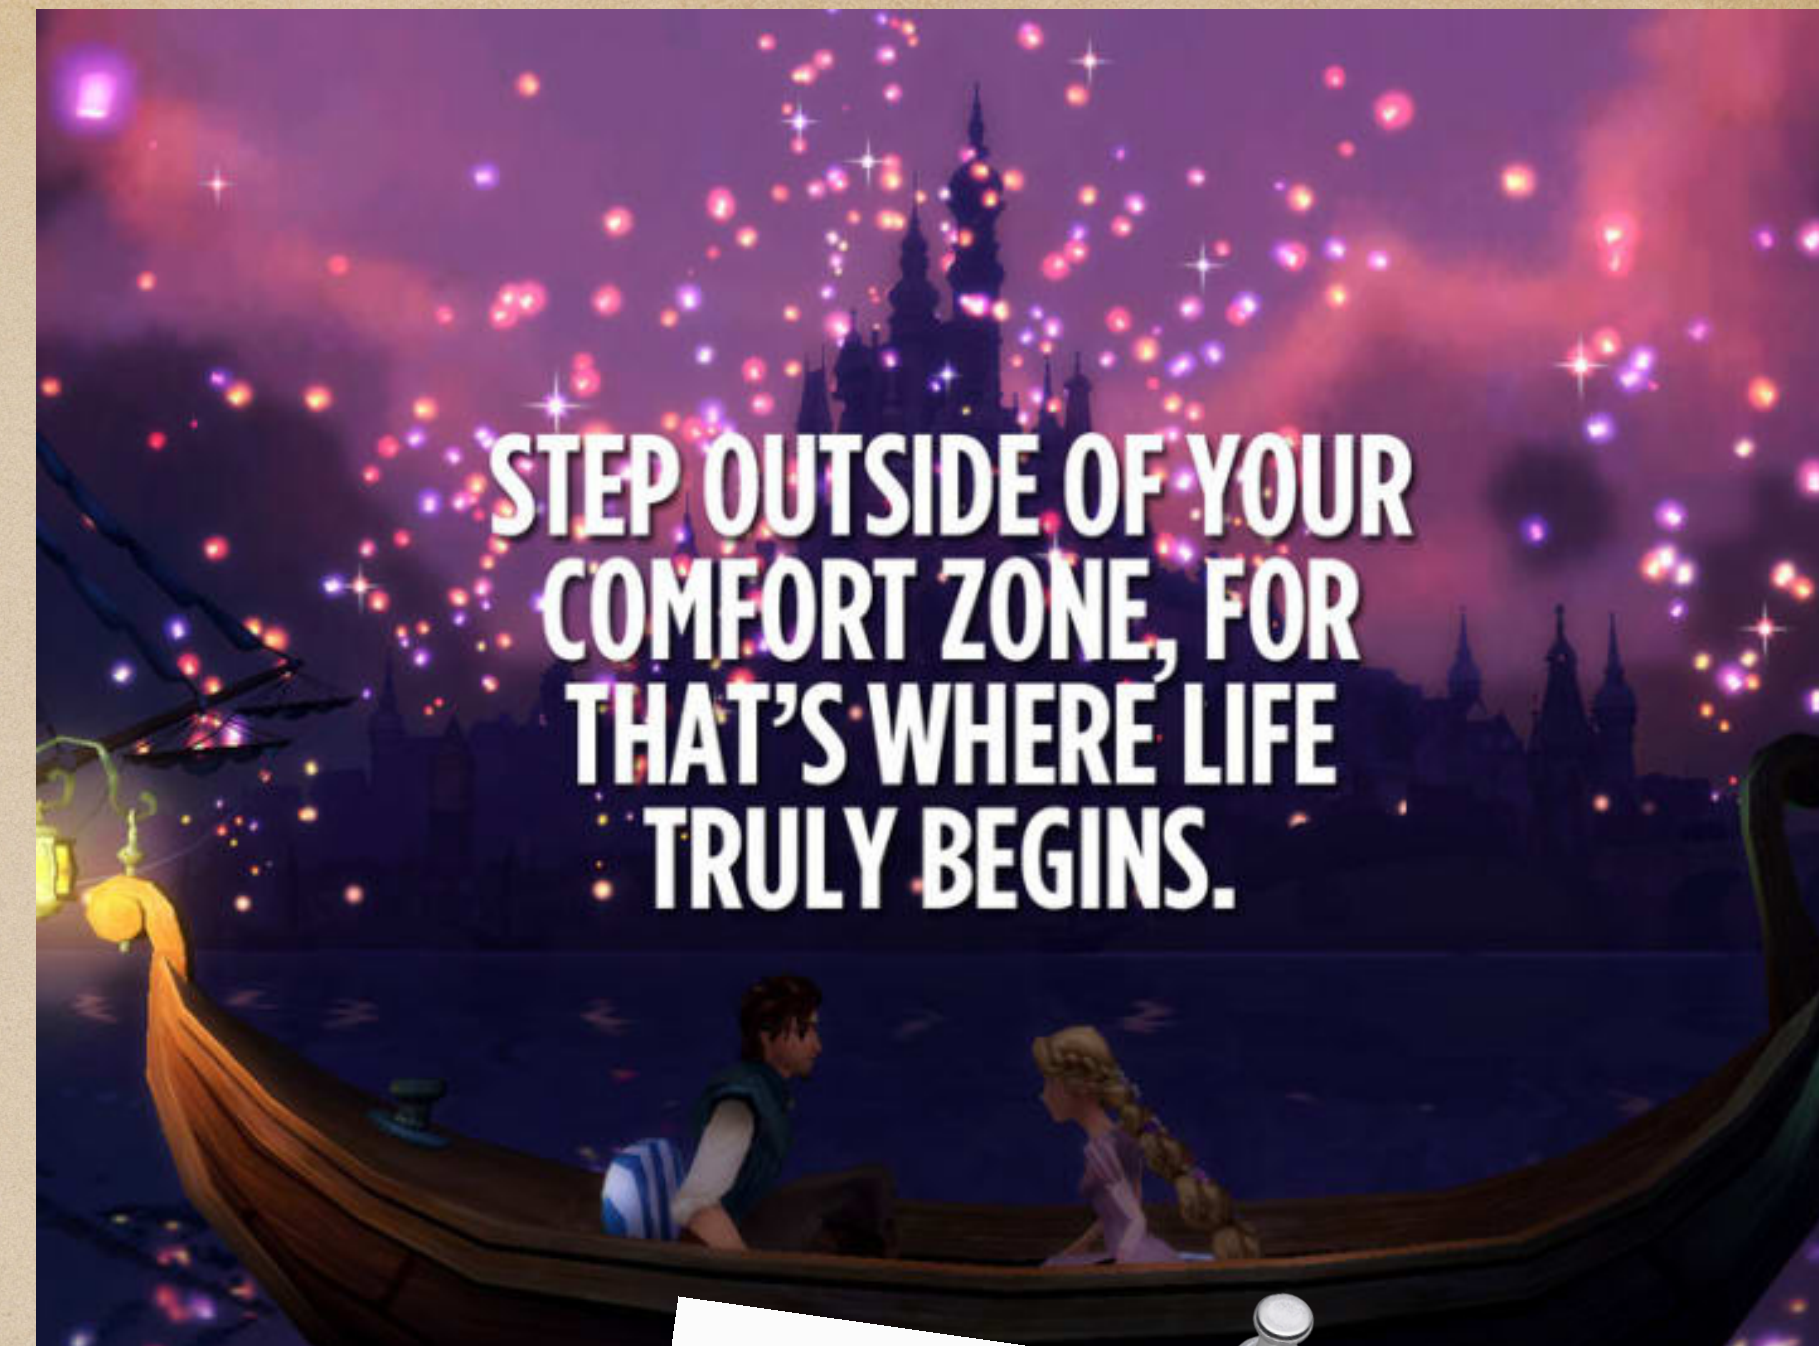 STEP OUTSIDE OF YOUR
COMFORT ZONE, FOR
THAT'S WHERE LIFE
TRULY BEGINS.